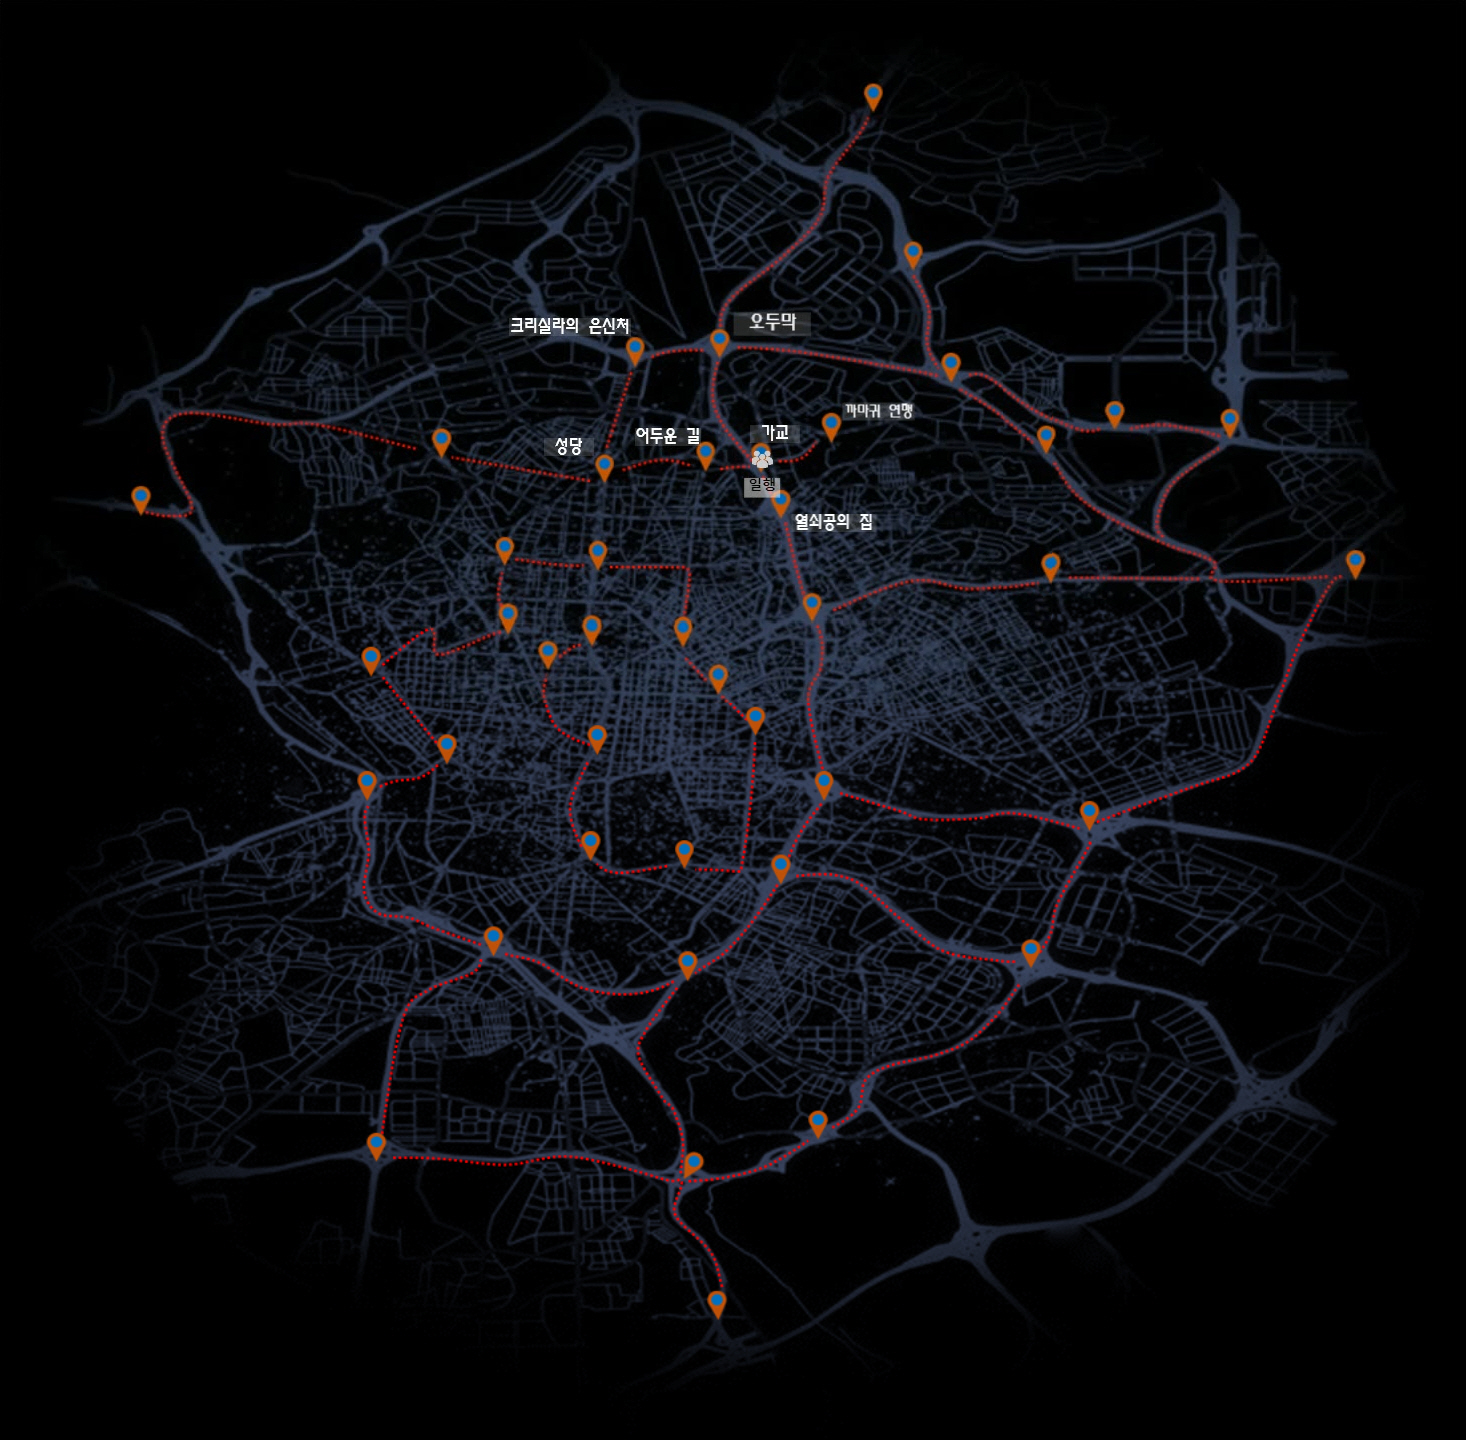 오두막
크리실라의 은신처
까마귀 연맹
가교
어두운 길
성당
일행
열쇠공의 집